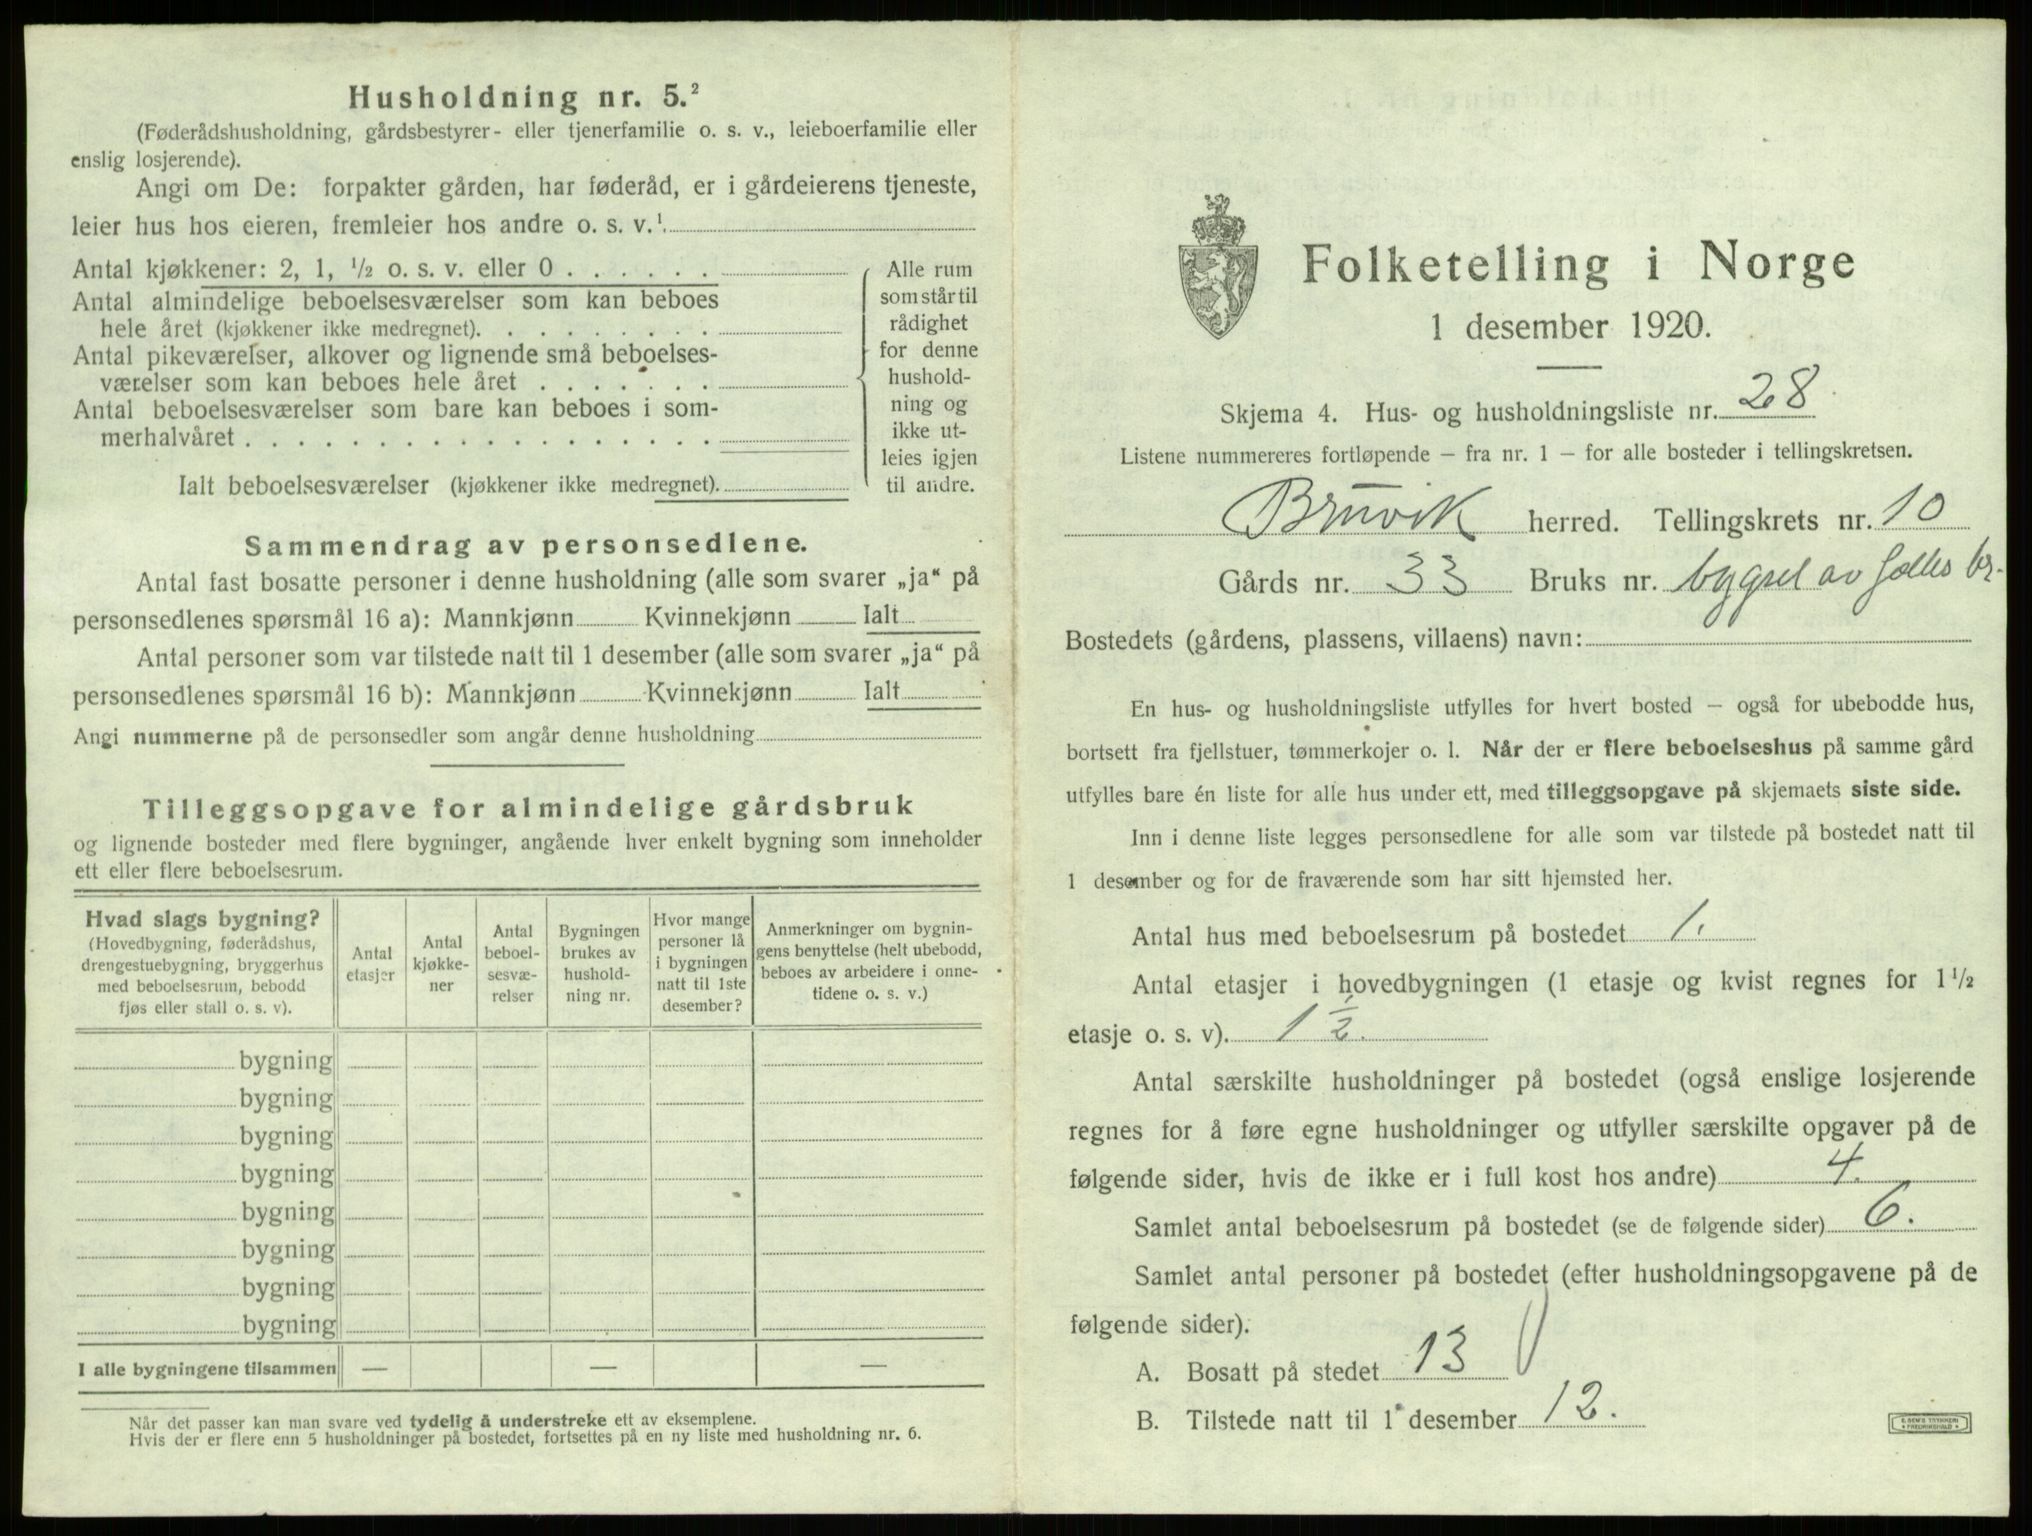 Husholdning nr. 5.²
(Føderådshusholdning, gårdsbestyrer- eller tjenerfamilie o. s. v., leieboerfamilie eller
enslig losjerende).
Angi om De: forpakter gården, har føderåd, er i gårdeierens tjeneste,
leier hus hos eieren, fremleier hos andre o. s. v.¹
Antal kjøkkener: 2, 1, ½ o. s. v. eller 0 . . . . . .
Antal almindelige beboelsesværelser som kan beboes
hele året (kjøkkener ikke medregnet). . . . . . . . .
Antal pikeværelser, alkover og lignende små beboelses-
værelser som kan beboes hele året . . . . . . .
Antal beboelsesværelser som bare kan beboes i som-
merhalvåret . . . . . . . . . . . . . . . . . .
Ialt beboelsesværelser (kjøkkener ikke medregnet).
Alle rum
som står til
rådighet
for denne
hushold-
ning og
ikke ut-
leies igjen
til andre.
Sammendrag av personsedlene.
Antal fast bosatte personer i denne husholdning (alle som svarer „ja“ på
personsedlenes spørsmål 16 a): Mannkjønn Kvinnekjønn Ialt
Antal personer som var tilstede natt til 1 desember (alle som svarer „ja“ på
personsedlenes spørsmål 16 b): Mannkjønn Kvinnekjønn Ialt
Angi nummerne på de personsedler som angår denne husholdning
Tilleggsopgave for almindelige gårdsbruk
og lignende bosteder med flere bygninger, angående hver enkelt bygning som inneholder
ett eller flere beboelsesrum.
Hvad slags bygning?
(Hovedbygning, føderådshus,
drengestuebygning, bryggerhus
med beboelsesrum, bebodd
fjøs eller stall o. s. v).
Antal
etasjer
Antal
kjøkke-
ner
Antal
beboel-
sesvæ-
relser
Bygningen
brukes av
hushold-
ning nr.
Hvor mange
personer lå
i bygningen
natt til 1ste
desember?
Anmerkninger om bygnin-
gens benyttelse (helt ubebodd,
beboes av arbeidere i onne-
tidene o. s. v.)
bygning
bygning
bygning
bygning
bygning
bygning
bygning
bygning
I alle bygningene tilsammen — — —
Når det passer kan man svare ved tydelig å understreke ett av eksemplene.
Hvis der er flere enn 5 husholdninger på bostedet, fortsettes på en ny liste med husholdning nr. 6.
Folketelling i Norge
1 desember 1920.
Skjema 4. Hus- og husholdningsliste nr. 28
Listene nummereres fortløpende — fra nr. 1 — for alle bosteder i tellingskretsen.
Bruvik herred. Tellingskrets nr. 10
Gårds nr. 33 Bruks nr. bygsel av felles br.
Bostedets (gårdens, plassens, villaens) navn:
En hus- og husholdningsliste utfylles for hvert bosted — også for ubebodde hus,
bortsett fra fjellstuer, tømmerkojer o. l. Når der er flere beboelseshus på samme gård
utfylles bare én liste for alle hus under ett, med tilleggsopgave på skjemaets siste side.
Inn i denne liste legges personsedlene for alle som var tilstede på bostedet natt til
1 desember og for de fraværende som har sitt hjemsted her.
Antal hus med beboelsesrum på bostedet 1.
Antal etasjer i hovedbygningen (1 etasje og kvist regnes for 1½
etasje o. s. v). 1 ½.
Antal særskilte husholdninger på bostedet (også enslige losjerende
regnes for å føre egne husholdninger og utfyller særskilte opgaver på de
følgende sider, hvis de ikke er i full kost hos andre) 4.
Samlet antal beboelsesrum på bostedet (se de følgende sider) 6.
Samlet antal personer på bostedet (efter husholdningsopgavene på de
følgende sider).
A. Bosatt på stedet 13
B. Tilstede natt til 1 desember 12.